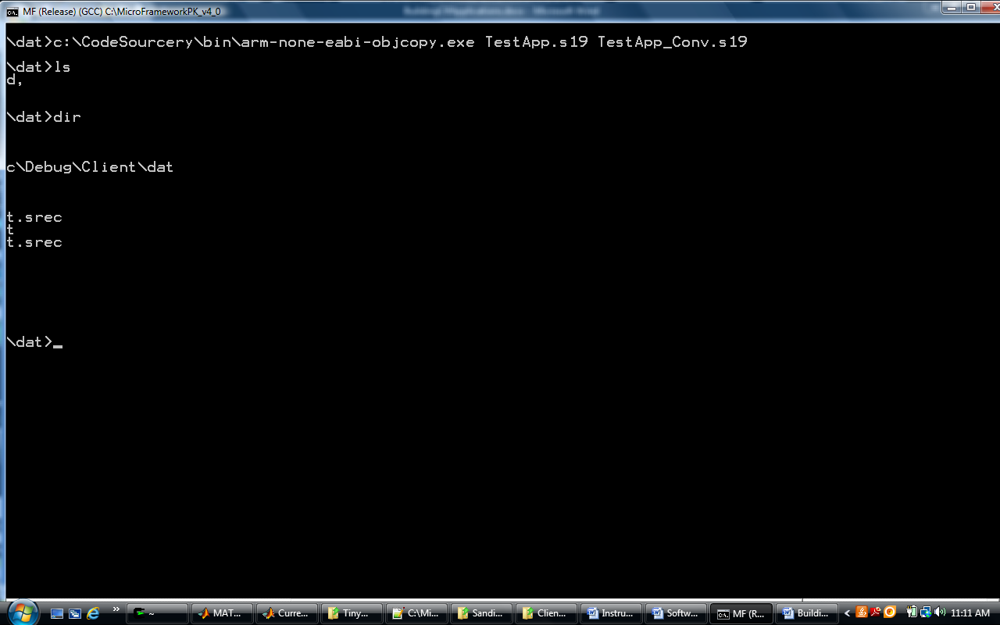 MF (Release) (GCC) C:\MicroFrameworkPK_v4_0
\dat>c:\CodeSourcery\bin\arm-none-eabi-objcopy.exe TestApp.s19 TestApp_Conv.s19
\dat>ls
d,
\dat>dir
c\Debug\Client\dat
t.srec
t
t.srec
\dat>_
~ MAT... Curre... Tiny... C:\Mi... Sandi... Clien... Instru... Softw... MF (R... Buildi... 11:11 AM